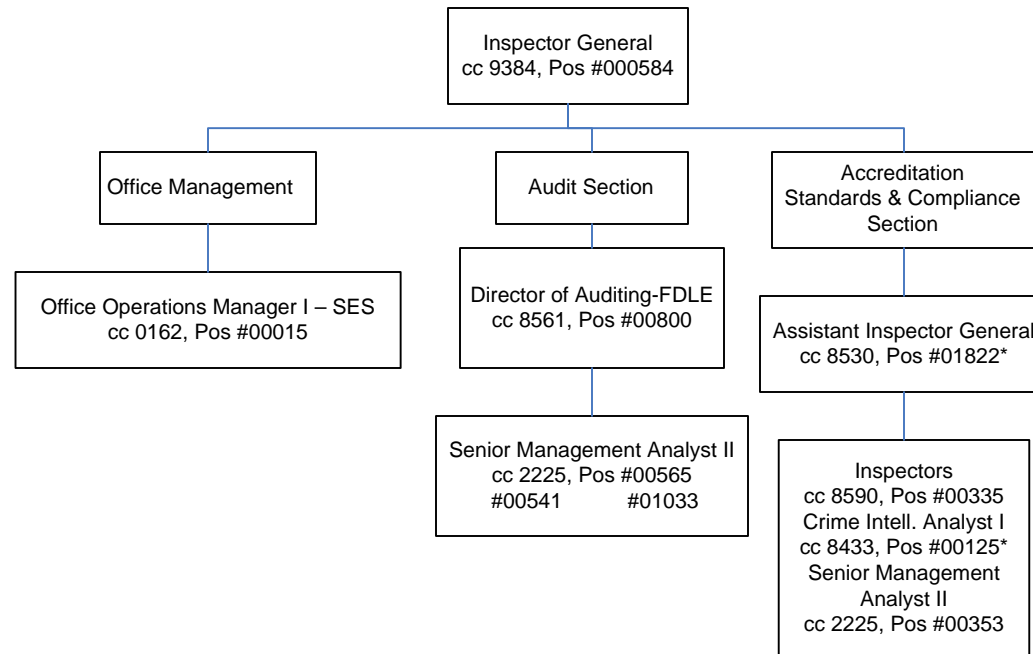 Inspector General
cc 9384, Pos #000584
Office Management
Audit Section
Accreditation
Standards & Compliance
Section
Office Operations Manager I – SES
cc 0162, Pos #00015
Director of Auditing-FDLE
cc 8561, Pos #00800
Assistant Inspector General
cc 8530, Pos #01822*
Senior Management Analyst II
cc 2225, Pos #00565
#00541 #01033
Inspectors
cc 8590, Pos #00335
Crime Intell. Analyst I
cc 8433, Pos #00125*
Senior Management
Analyst II
cc 2225, Pos #00353